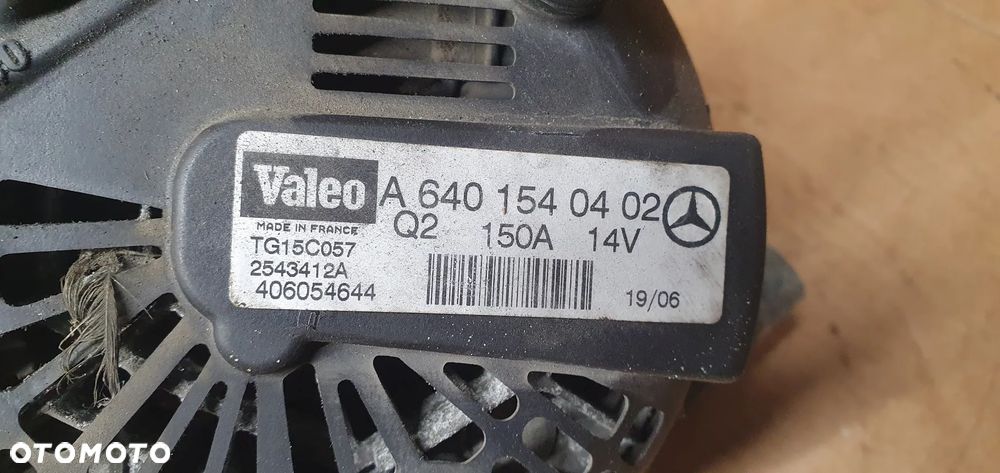 Valeo A 640 154 04 02
MADE IN FRANCE Q2 150A 14V
TG15C057
2543412A
406054644 19/06
OTOMOTO